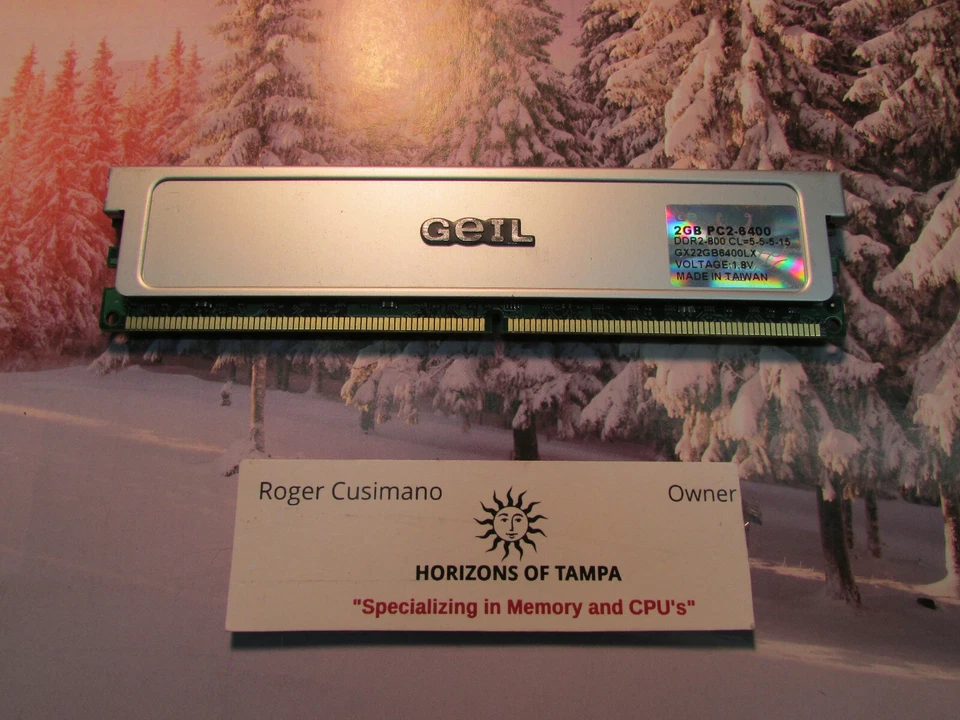 GeIL
2GB PC2-6400
DDR2-800 CL=5-5-5-15
GX22GB6400LX
VOLTAGE:1.8V
MADE IN TAIWAN
Roger Cusimano
Owner
HORIZONS OF TAMPA
"Specializing in Memory and CPU's"